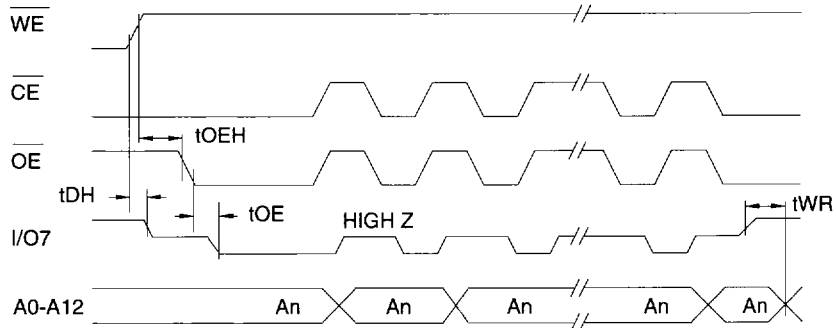 WE
CE
tOEH
OE
tDH
tOE
HIGH Z
tWR
I/O7
A0-A12 An An An An An